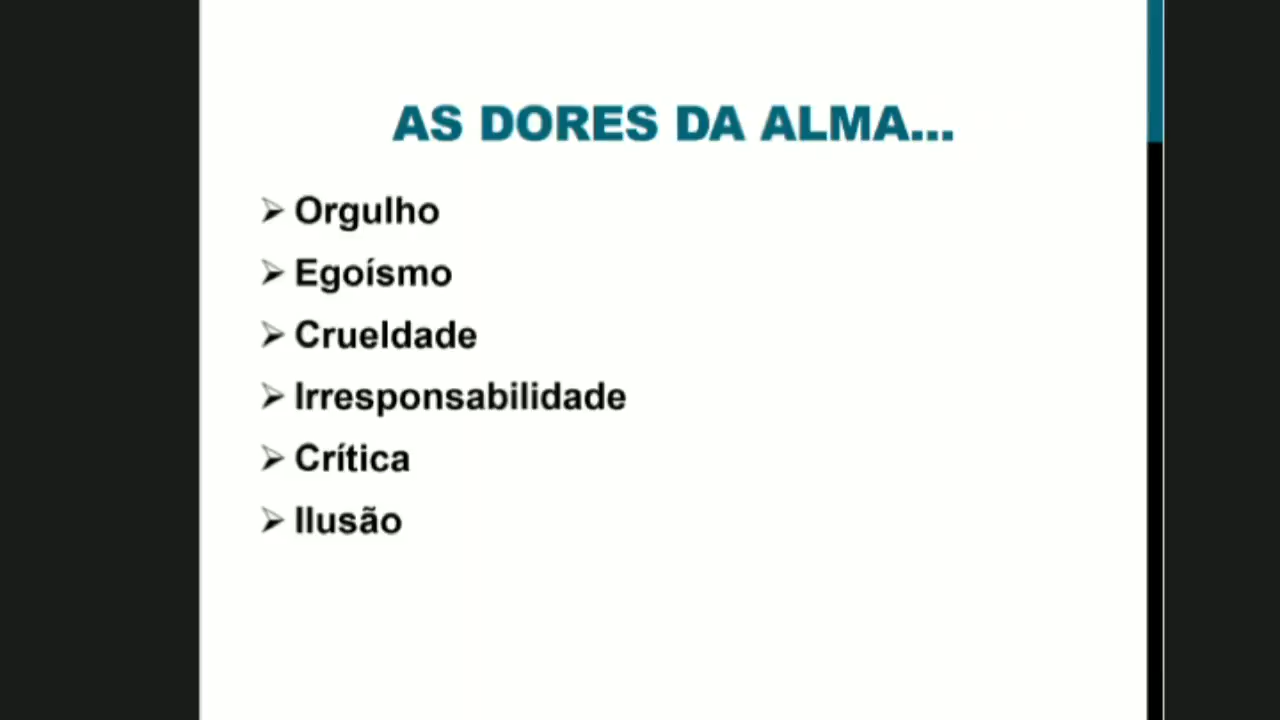 AS DORES DA ALMA...
Orgulho
Egoísmo
Crueldade
Irresponsabilidade
Crítica
Ilusão